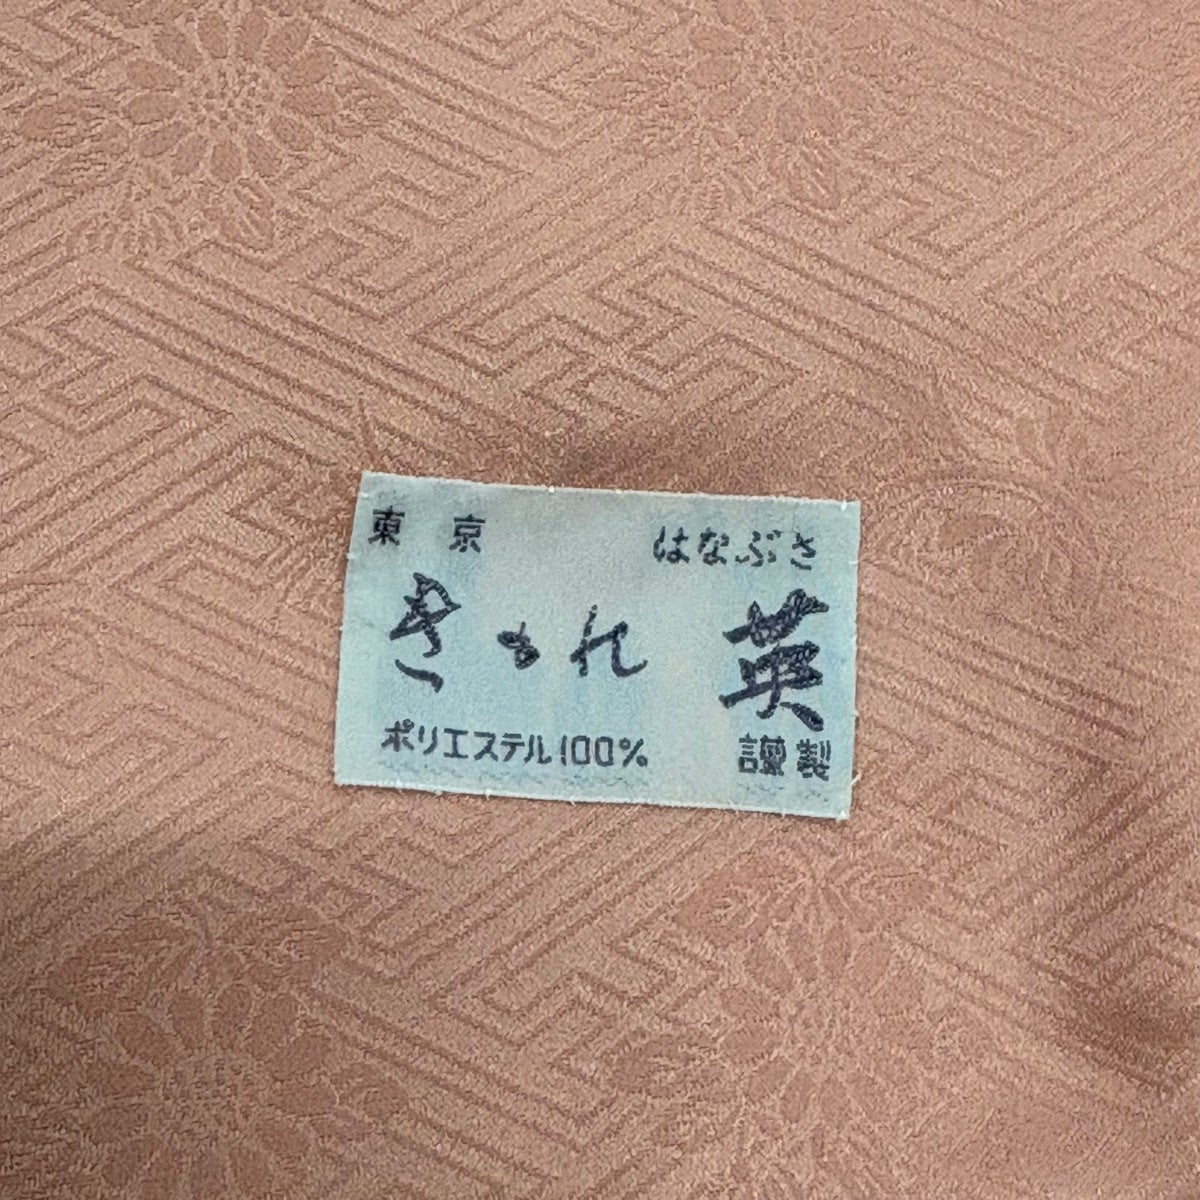 東京 はなぶさ
きれ 英
ポリエステル100% 謹製